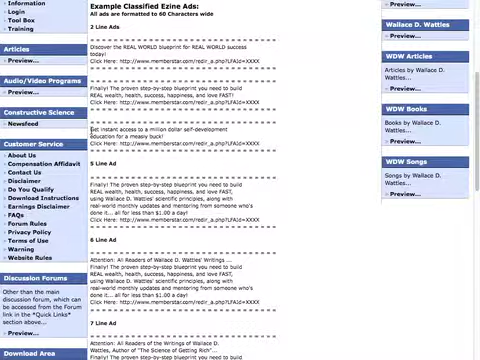 Information
Login
Tool Box
Training
Articles
Preview...
Audio/Video Programs
Preview...
Constructive Science
Newsfeed
Customer Service
About Us
Compensation Affidavit
Contact Us
Disclaimer
Do You Qualify
Download Instructions
Earnings Disclaimer
FAQs
Forum Rules
Privacy Policy
Terms of Use
Warning
Website Rules
Discussion Forums
Other than the
main discussion
forum, which can
be accessed from
the Forum
link in the
*Quick Links*
section above...
Preview...
Download Area
Example Classified Ezine Ads:
All ads are formatted to 60 Characters wide
2 Line Ads
Discover the REAL WORLD blueprint for REAL WORLD success
today!
Click Here: http://www.memberstar.com/redir_a.php?LFAId=XXXX
Finally! The proven step-by-step blueprint you need to build
REAL wealth, health, success, happiness, and love FAST!
Click Here: http://www.memberstar.com/redir_a.php?LFAId=XXXX
Get instant access to a million dollar self-development
education for a measly buck!
Click Here: http://www.memberstar.com/redir_a.php?LFAId=XXXX
5 Line Ad
Finally! The proven step-by-step blueprint you need to build
REAL wealth, health, success, happiness, and love FAST,
using Wallace D. Wattles' scientific principles, along with
real-world monthly updates and mentoring from someone who's
done it... all for less than $1.00 a day!
Click Here: http://www.memberstar.com/redir_a.php?LFAId=XXXX
6 Line Ad
Attention: All Readers of Wallace D. Wattles' Writings ...
Finally! The proven step-by-step blueprint you need to build
REAL wealth, health, success, happiness, and love FAST,
using Wallace D. Wattles' scientific principles, along with
real-world monthly updates and mentoring from someone who's
done it... all for less than $1.00 a day!
Click Here: http://www.memberstar.com/redir_a.php?LFAId=XXXX
7 Line Ad
Attention: All Readers of the Writings of Wallace D.
Wattles, Author of "The Science of Getting Rich"...
Finally! The proven step-by-step blueprint you need to build
Preview...
Wallace D. Wattles
Preview...
WDW Articles
Articles by Wallace D.
Wattles.
Preview...
WDW Books
Books by Wallace D.
Wattles.
Preview...
WDW Songs
Songs by Wallace D.
Wattles.
Preview...